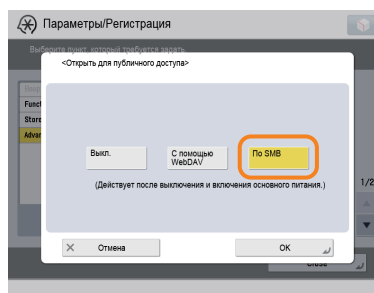 Параметры/Регистрация
Выберите пункт, который требуется задать.
<Открыть для публичного доступа>
Funct
Store
Advan
Выкл.
С помощью
WebDAV
По SMB
(Действует после выключения и включения основного питания.)
1/2
Отмена
OK
Close